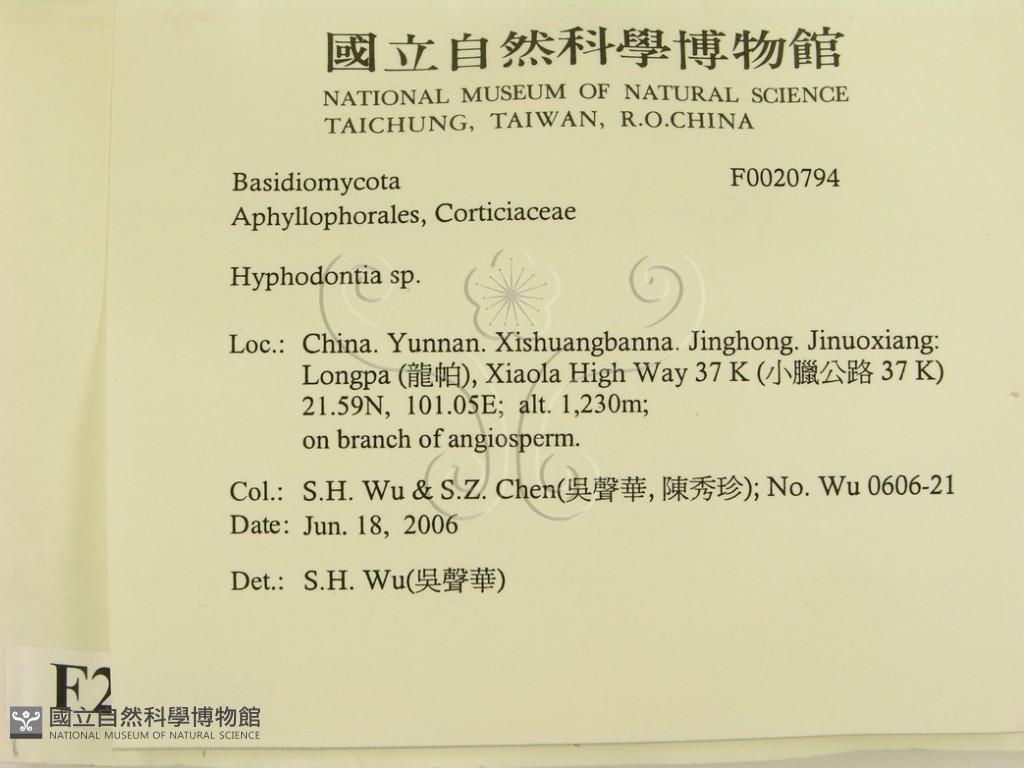 國立自然科學博物館
NATIONAL MUSEUM OF NATURAL SCIENCE
TAICHUNG, TAIWAN, R.O.CHINA
Basidiomycota F0020794
Aphyllophorales, Corticiaceae
Hyphodontia sp.
Loc.: China. Yunnan. Xishuangbanna. Jinghong. Jinuoxiang:
Longpa (龍帕), Xiaola High Way 37 K (小臘公路 37 K)
21.59N, 101.05E; alt. 1,230m;
on branch of angiosperm.
Col.: S.H. Wu & S.Z. Chen(吳聲華, 陳秀珍); No. Wu 0606-21
Date: Jun. 18, 2006
Det.: S.H. Wu(吳聲華)
F2
國立自然科學博物館
NATIONAL MUSEUM OF NATURAL SCIENCE